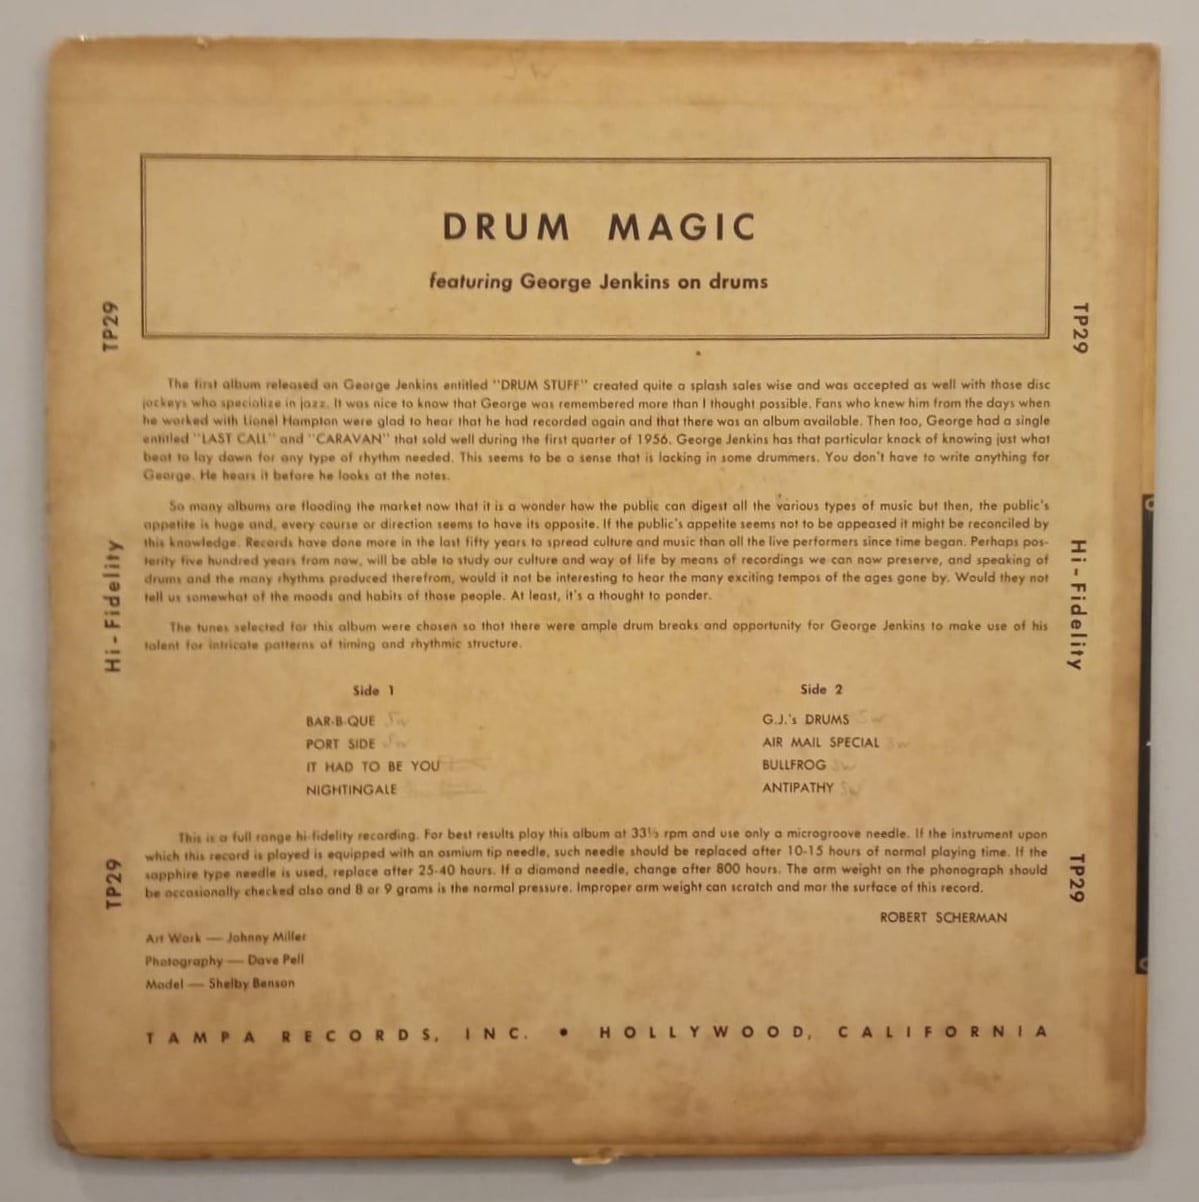 SW
DRUM MAGIC
featuring George Jenkins on drums
TP29
TP29
The first album released on George Jenkins entitled "DRUM STUFF" created quite a splash sales wise and was accepted as well with those disc
jockeys who specialize in jazz. It was nice to know that George was remembered more than I thought possible. Fans who knew him from the days when
he worked with Lionel Hampton were glad to hear that he had recorded again and that there was an album available. Then too, George had a single
entitled "LAST CALL" and "CARAVAN" that sold well during the first quarter of 1956. George Jenkins has that particular knack of knowing just what
beat to lay down for any type of rhythm needed. This seems to be a sense that is lacking in some drummers. You don't have to write anything for
George. He hears it before he looks at the notes.
So many albums are flooding the market now that it is a wonder how the public can digest all the various types of music but then, the public's
appetite is huge and, every course or direction seems to have its opposite. If the public's appetite seems not to be appeased it might be reconciled by
this knowledge. Records have done more in the last fifty years to spread culture and music than all the live performers since time began. Perhaps pos-
terity five hundred years from now, will be able to study our culture and way of life by means of recordings we can now preserve, and speaking of
drums and the many rhythms produced therefrom, would it not be interesting to hear the many exciting tempos of the ages gone by. Would they not
tell us somewhat of the moods and habits of those people. At least, it's a thought to ponder.
Hi-Fidelity
Hi-Fidelity
The tunes selected for this album were chosen so that there were ample drum breaks and opportunity for George Jenkins to make use of his
talent for intricate patterns of timing and rhythmic structure.
Side 1
BAR-B-QUE SW
PORT SIDE SW
IT HAD TO BE YOU
NIGHTINGALE
Side 2
G.J.'s DRUMS SW
AIR MAIL SPECIAL SW
BULLFROG SW
ANTIPATHY SW
This is a full range hi-fidelity recording. For best results play this album at 33⅓ rpm and use only a microgroove needle. If the instrument upon
which this record is played is equipped with an osmium tip needle, such needle should be replaced after 10-15 hours of normal playing time. If the
sapphire type needle is used, replace after 25-40 hours. If a diamond needle, change after 800 hours. The arm weight on the phonograph should
be occasionally checked also and 8 or 9 grams is the normal pressure. Improper arm weight can scratch and mar the surface of this record.
TP29
TP29
ROBERT SCHERMAN
Art Work — Johnny Miller
Photography — Dave Pell
Model — Shelby Benson
TAMPA RECORDS, INC. • HOLLYWOOD, CALIFORNIA